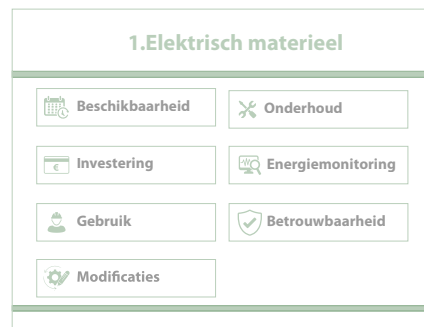 1.Elektrisch materieel
Beschikbaarheid
Onderhoud
€ Investering
Energiemonitoring
Gebruik
Betrouwbaarheid
Modificaties